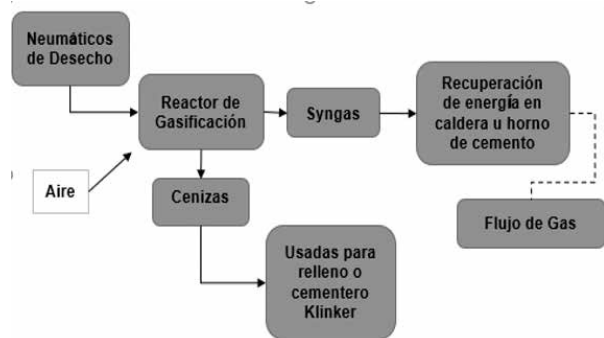 Neumáticos
de Desecho
Reactor de
Gasificación
Syngas
Recuperación
de energía en
caldera u horno
de cemento
Aire
Cenizas
Flujo de Gas
Usadas para
relleno o
cementero
Klinker